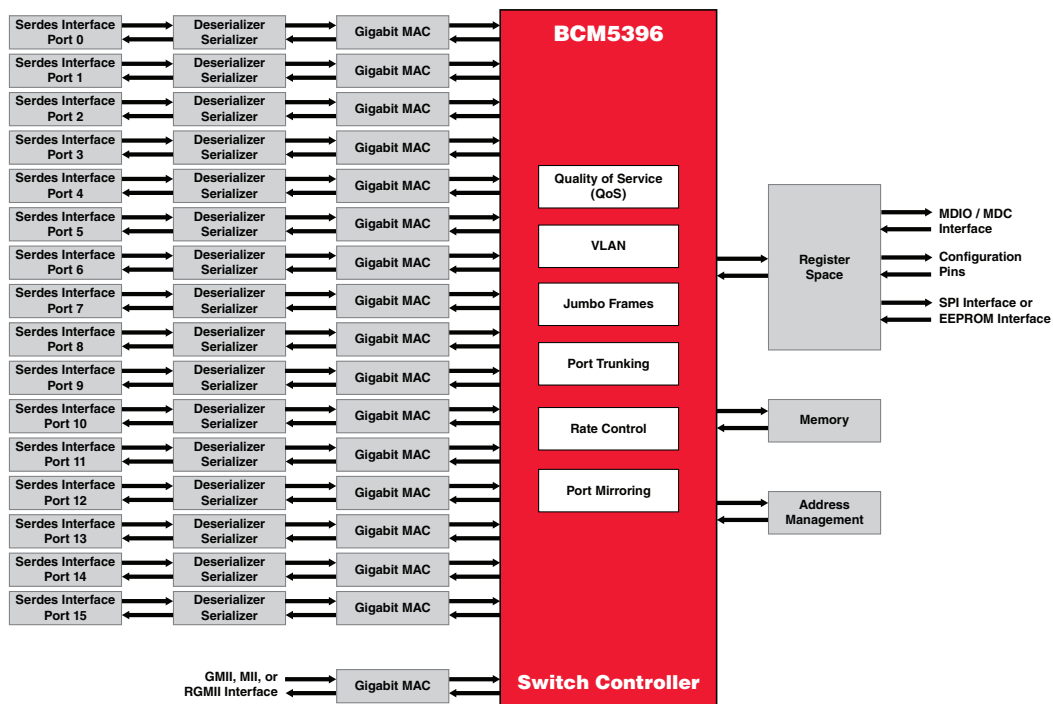 BCM5396
Serdes Interface
Port 0
Deserializer
Serializer
Gigabit MAC
Serdes Interface
Port 1
Deserializer
Serializer
Gigabit MAC
Serdes Interface
Port 2
Deserializer
Serializer
Gigabit MAC
Serdes Interface
Port 3
Deserializer
Serializer
Gigabit MAC
Serdes Interface
Port 4
Deserializer
Serializer
Gigabit MAC
Serdes Interface
Port 5
Deserializer
Serializer
Gigabit MAC
Serdes Interface
Port 6
Deserializer
Serializer
Gigabit MAC
Serdes Interface
Port 7
Deserializer
Serializer
Gigabit MAC
Serdes Interface
Port 8
Deserializer
Serializer
Gigabit MAC
Serdes Interface
Port 9
Deserializer
Serializer
Gigabit MAC
Serdes Interface
Port 10
Deserializer
Serializer
Gigabit MAC
Serdes Interface
Port 11
Deserializer
Serializer
Gigabit MAC
Serdes Interface
Port 12
Deserializer
Serializer
Gigabit MAC
Serdes Interface
Port 13
Deserializer
Serializer
Gigabit MAC
Serdes Interface
Port 14
Deserializer
Serializer
Gigabit MAC
Serdes Interface
Port 15
Deserializer
Serializer
Gigabit MAC
GMII, MII, or
RGMII Interface
Gigabit MAC
Quality of Service
(QoS)
VLAN
Jumbo Frames
Port Trunking
Rate Control
Port Mirroring
Switch Controller
Register
Space
MDIO / MDC
Interface
Configuration
Pins
SPI Interface or
EEPROM Interface
Memory
Address
Management